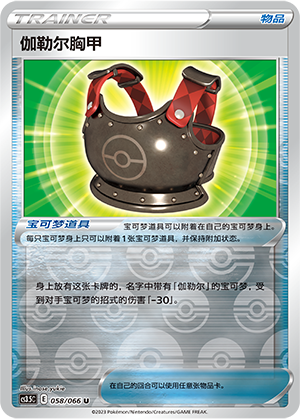 TRAINER 物品
伽勒尔胸甲
宝可梦道具 宝可梦道具可以附着在自己的宝可梦身上。
每只宝可梦身上只可以附着1张宝可梦道具,并保持附加状态。
身上放有这张卡牌的,名字中带有「伽勒尔」的宝可梦,受
到对手宝可梦的招式的伤害「-30」。
Illus. inose yukie
cs3.5C E 058/066 U
在自己的回合可以使用任意张物品卡。
©2023 Pokémon/Nintendo/Creatures/GAME FREAK.